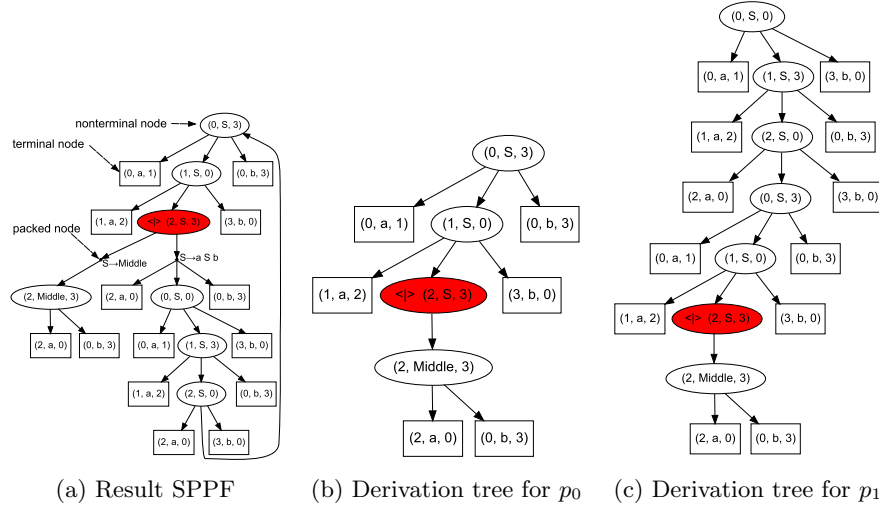 nonterminal node
(0, S, 3)
terminal node
(0, a, 1)
(1, S, 0)
(0, b, 3)
(1, a, 2)
<|> (2, S, 3)
(3, b, 0)
packed node
S→Middle
S→a S b
(2, Middle, 3)
(2, a, 0)
(0, S, 0)
(0, b, 3)
(2, a, 0)
(0, b, 3)
(0, a, 1)
(1, S, 3)
(3, b, 0)
(1, a, 2)
(2, S, 0)
(0, b, 3)
(2, a, 0)
(3, b, 0)
(a) Result SPPF
(0, S, 3)
(0, a, 1)
(1, S, 0)
(0, b, 3)
(1, a, 2)
<|> (2, S, 3)
(3, b, 0)
(2, Middle, 3)
(2, a, 0)
(0, b, 3)
(b) Derivation tree for p0
(0, S, 0)
(0, a, 1)
(1, S, 3)
(3, b, 0)
(1, a, 2)
(2, S, 0)
(0, b, 3)
(2, a, 0)
(0, S, 3)
(3, b, 0)
(0, a, 1)
(1, S, 0)
(0, b, 3)
(1, a, 2)
<|> (2, S, 3)
(3, b, 0)
(2, Middle, 3)
(2, a, 0)
(0, b, 3)
(c) Derivation tree for p1